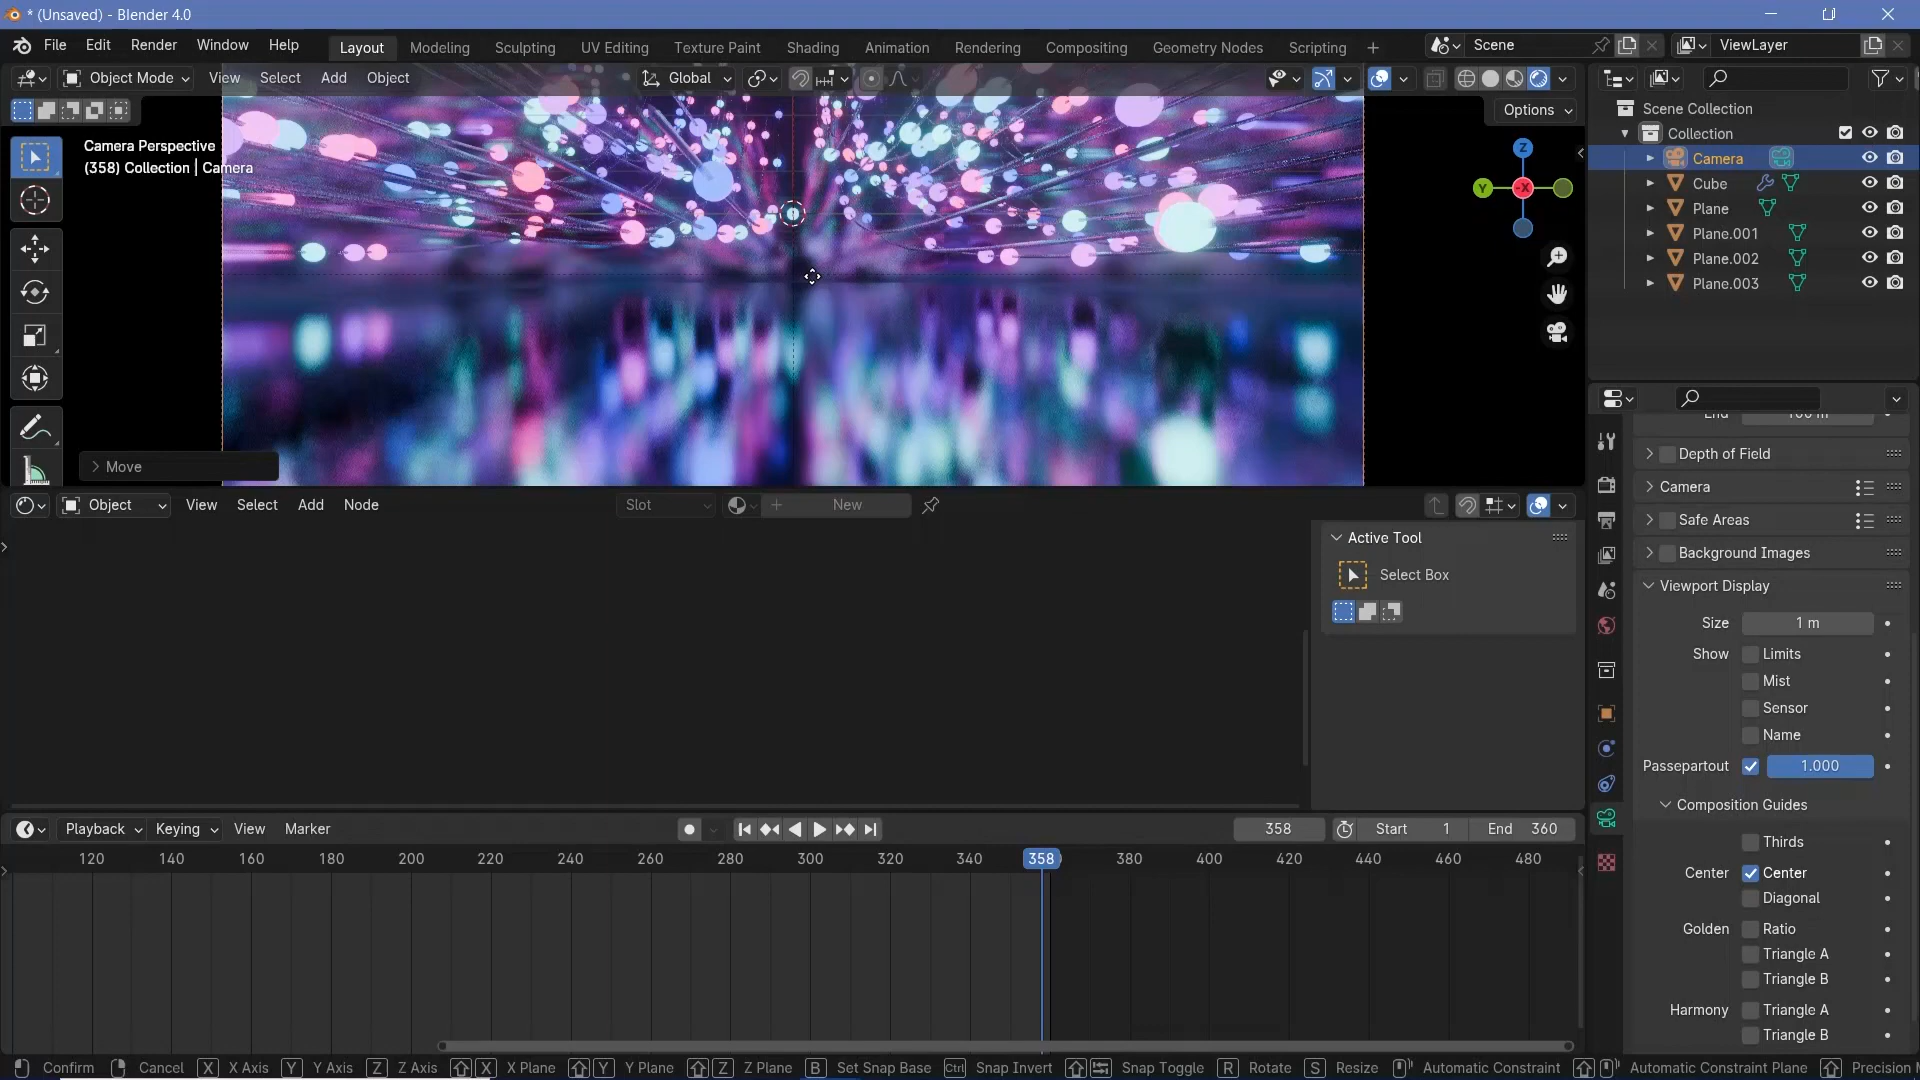 * (Unsaved) - Blender 4.0
File Edit Render Window Help Layout Modeling Sculpting UV Editing Texture Paint Shading Animation Rendering Compositing Geometry Nodes Scripting + Scene ViewLayer
Object Mode View Select Add Object Global
Options
Camera Perspective
(358) Collection | Camera
Z
Y -X
Move
Scene Collection
Collection
Camera
Cube
Plane
Plane.001
Plane.002
Plane.003
Object View Select Add Node Slot New
Active Tool
Select Box
End 100 m
Depth of Field
Camera
Safe Areas
Background Images
Viewport Display
Size 1 m
Show Limits
Mist
Sensor
Name
Passepartout 1.000
Composition Guides
Thirds
Center Center
Diagonal
Golden Ratio
Triangle A
Triangle B
Harmony Triangle A
Triangle B
Playback Keying View Marker 358 Start 1 End 360
120 140 160 180 200 220 240 260 280 300 320 340 358 380 400 420 440 460 480
Confirm Cancel X X Axis Y Y Axis Z Z Axis X X Plane Y Y Plane Z Z Plane B Set Snap Base Ctrl Snap Invert Snap Toggle R Rotate S Resize Automatic Constraint Automatic Constraint Plane Precision